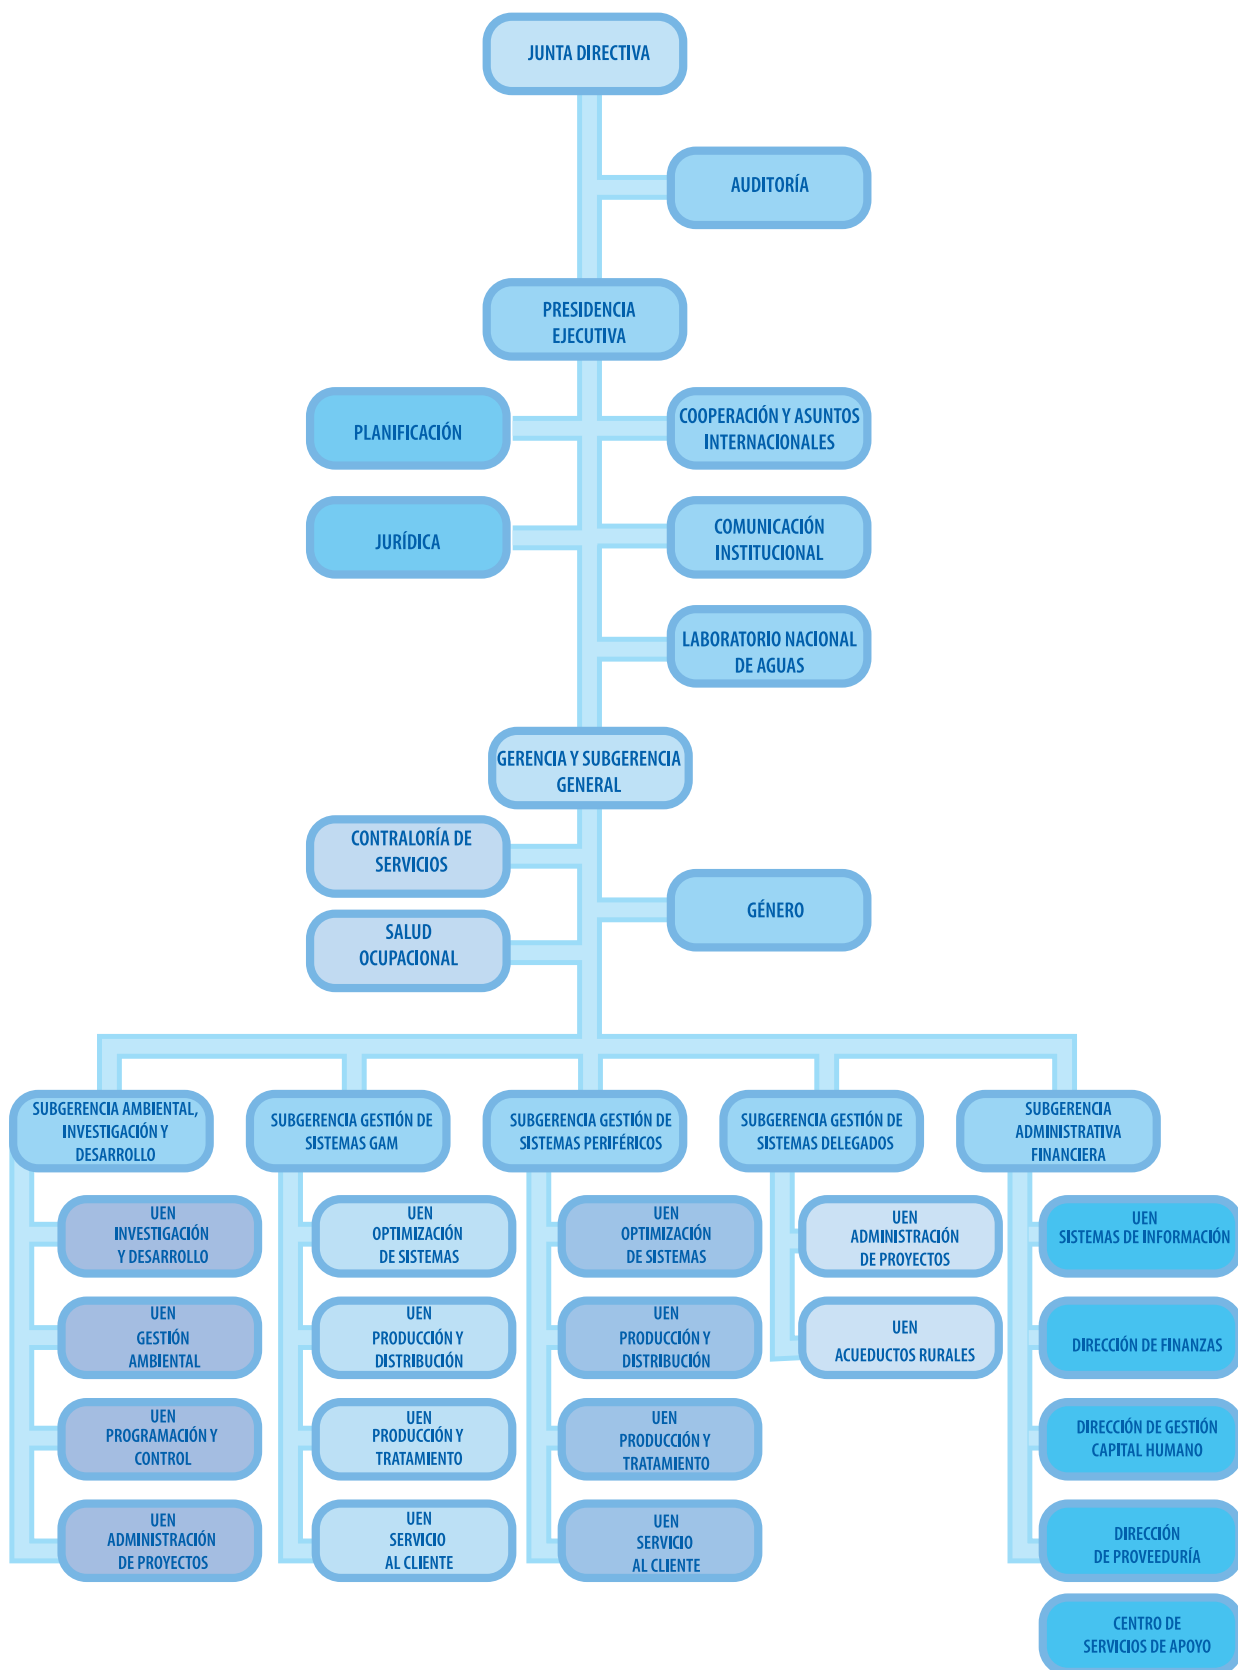 JUNTA DIRECTIVA
AUDITORÍA
PRESIDENCIA
EJECUTIVA
PLANIFICACIÓN
COOPERACIÓN Y ASUNTOS
INTERNACIONALES
JURÍDICA
COMUNICACIÓN
INSTITUCIONAL
LABORATORIO NACIONAL
DE AGUAS
GERENCIA Y SUBGERENCIA
GENERAL
CONTRALORÍA DE
SERVICIOS
GÉNERO
SALUD
OCUPACIONAL
SUBGERENCIA AMBIENTAL,
INVESTIGACIÓN Y
DESARROLLO
UEN
INVESTIGACIÓN
Y DESARROLLO
UEN
GESTIÓN
AMBIENTAL
UEN
PROGRAMACIÓN Y
CONTROL
UEN
ADMINISTRACIÓN
DE PROYECTOS
SUBGERENCIA GESTIÓN DE
SISTEMAS GAM
UEN
OPTIMIZACIÓN
DE SISTEMAS
UEN
PRODUCCIÓN Y
DISTRIBUCIÓN
UEN
PRODUCCIÓN Y
TRATAMIENTO
UEN
SERVICIO
AL CLIENTE
SUBGERENCIA GESTIÓN DE
SISTEMAS PERIFÉRICOS
UEN
OPTIMIZACIÓN
DE SISTEMAS
UEN
PRODUCCIÓN Y
DISTRIBUCIÓN
UEN
PRODUCCIÓN Y
TRATAMIENTO
UEN
SERVICIO
AL CLIENTE
SUBGERENCIA GESTIÓN DE
SISTEMAS DELEGADOS
UEN
ADMINISTRACIÓN
DE PROYECTOS
UEN
ACUEDUCTOS RURALES
SUBGERENCIA
ADMINISTRATIVA
FINANCIERA
UEN
SISTEMAS DE INFORMACIÓN
DIRECCIÓN DE FINANZAS
DIRECCIÓN DE GESTIÓN
CAPITAL HUMANO
DIRECCIÓN
DE PROVEEDURÍA
CENTRO DE
SERVICIOS DE APOYO